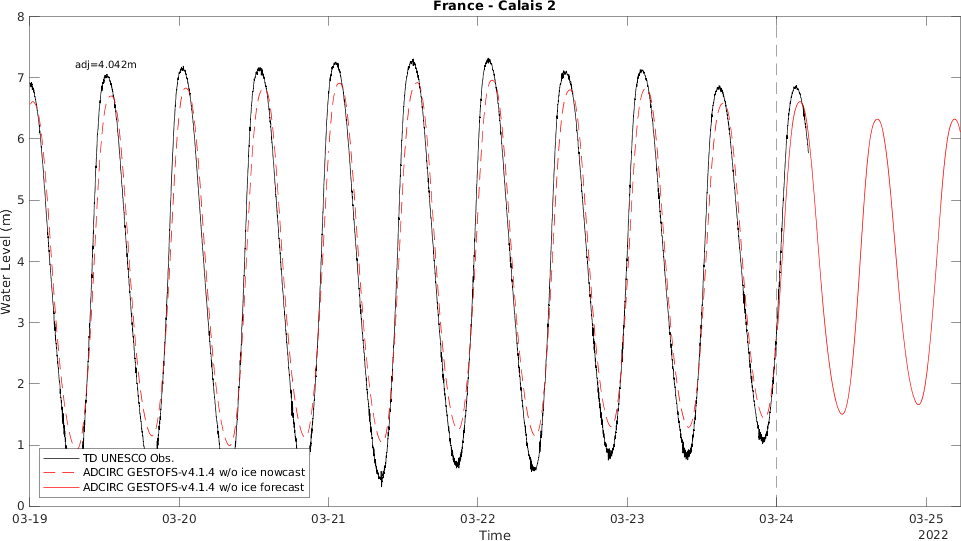 France - Calais 2
8
7
6
5
4
3
2
1
0
Water Level (m)
adj=4.042m
TD UNESCO Obs.
ADCIRC GESTOFS-v4.1.4 w/o ice nowcast
ADCIRC GESTOFS-v4.1.4 w/o ice forecast
03-19
03-20
03-21
03-22
03-23
03-24
03-25
Time
2022